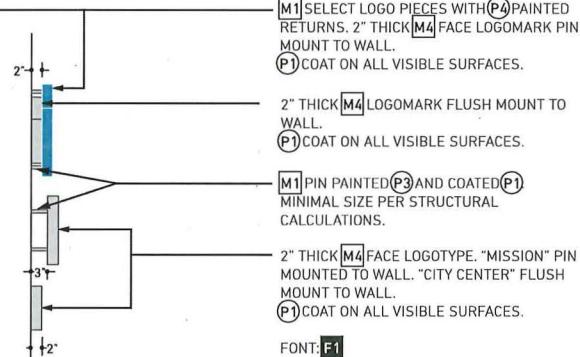 M1 SELECT LOGO PIECES WITH P4 PAINTED
RETURNS. 2" THICK M4 FACE LOGOMARK PIN
MOUNT TO WALL.
P1 COAT ON ALL VISIBLE SURFACES.
2"
2" THICK M4 LOGOMARK FLUSH MOUNT TO
WALL.
P1 COAT ON ALL VISIBLE SURFACES.
M1 PIN PAINTED P3 AND COATED P1.
MINIMAL SIZE PER STRUCTURAL
CALCULATIONS.
2" THICK M4 FACE LOGOTYPE. "MISSION" PIN
MOUNTED TO WALL. "CITY CENTER" FLUSH
MOUNT TO WALL.
P1 COAT ON ALL VISIBLE SURFACES.
3"
2"
FONT: F1